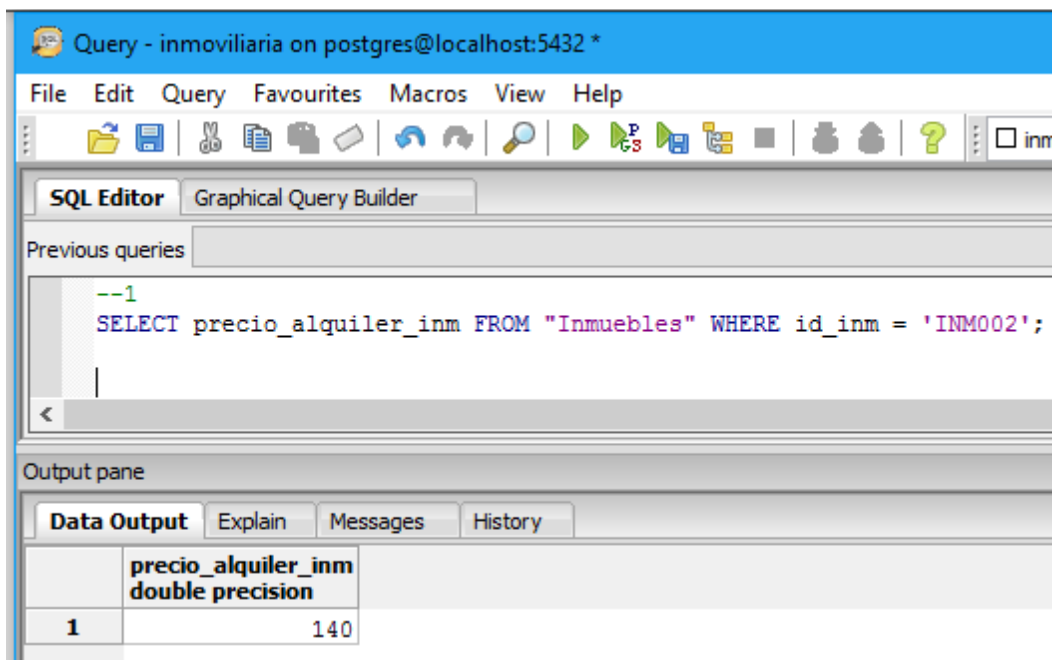 Query - inmoviliaria on postgres@localhost:5432 *
File Edit Query Favourites Macros View Help
inm
SQL Editor Graphical Query Builder
Previous queries
--1
SELECT precio_alquiler_inm FROM "Inmuebles" WHERE id_inm = 'INM002';
Output pane
Data Output Explain Messages History
precio_alquiler_inm
double precision
1 140